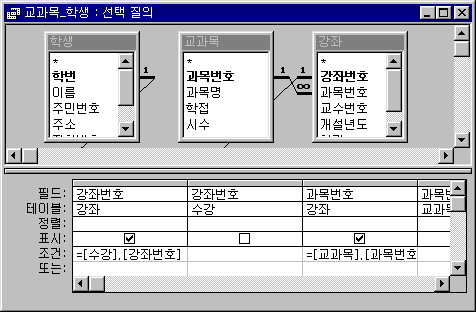 교과목_학생 : 선택 질의
학생
교과목
강좌
*
학번
이름
주민번호
주소
1
*
과목번호
과목명
학점
시수
1 1
∞
*
강좌번호
과목번호
교수번호
개설년도
필드: 강좌번호 강좌번호 과목번호 과목번
테이블: 강좌 수강 강좌 교과목
정렬:
표시:
조건: =[수강].[강좌번호] =[교과목].[과목번호
또는: